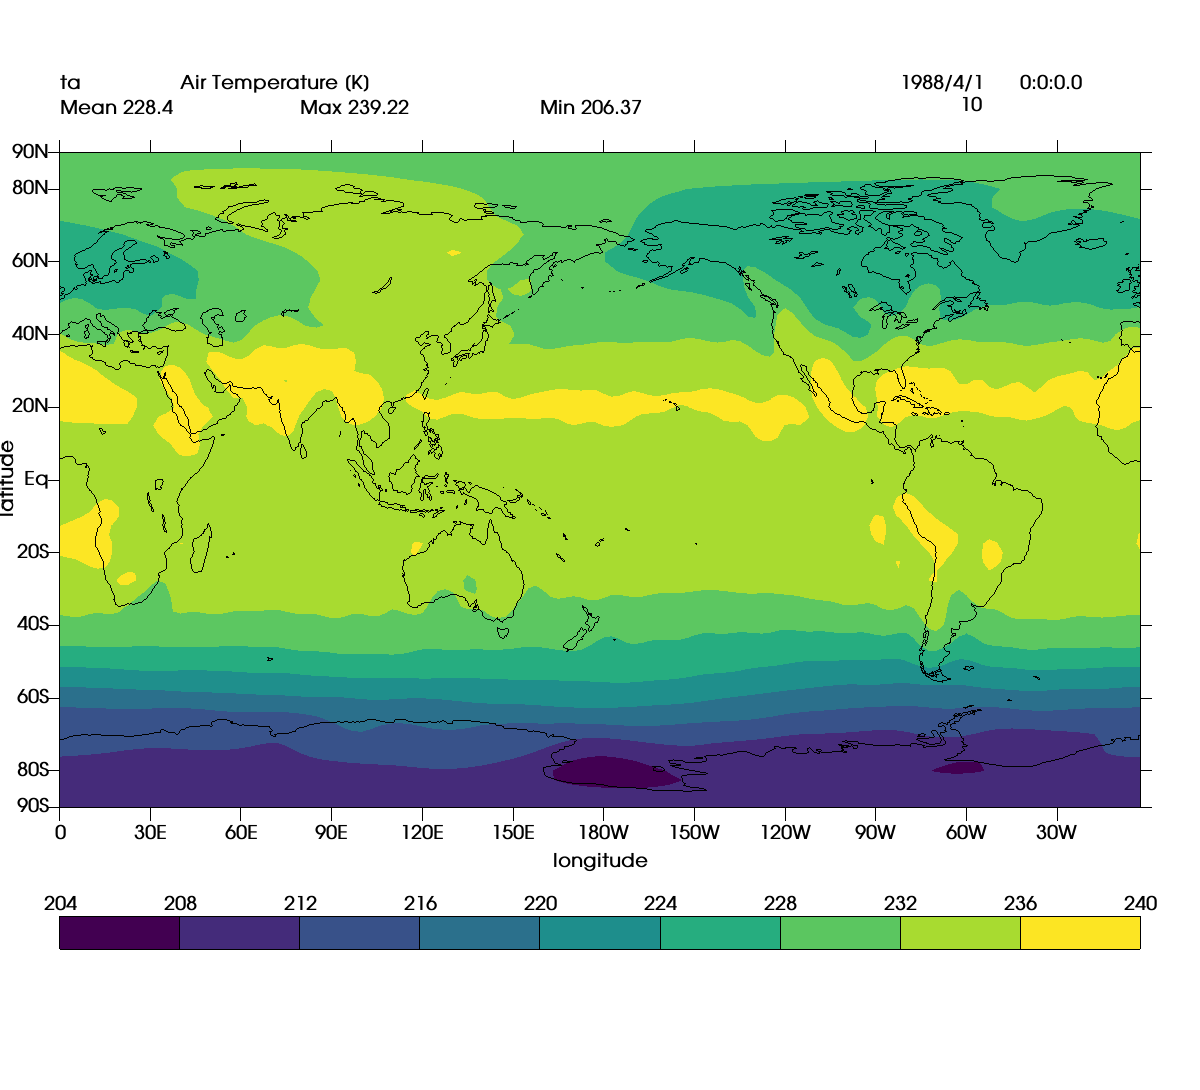 ta Air Temperature (K) 1988/4/1 0:0:0.0
Mean 228.4 Max 239.22 Min 206.37 10
90N
80N
60N
40N
20N
Eq
20S
40S
60S
80S
90S
latitude
0 30E 60E 90E 120E 150E 180W 150W 120W 90W 60W 30W
longitude
204 208 212 216 220 224 228 232 236 240